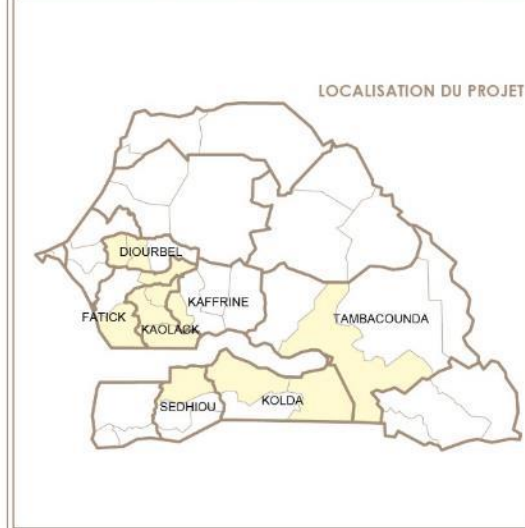 LOCALISATION DU PROJET
DIOURBEL
KAFFRINE
FATICK
KAOLACK
TAMBACOUNDA
SEDHIOU
KOLDA